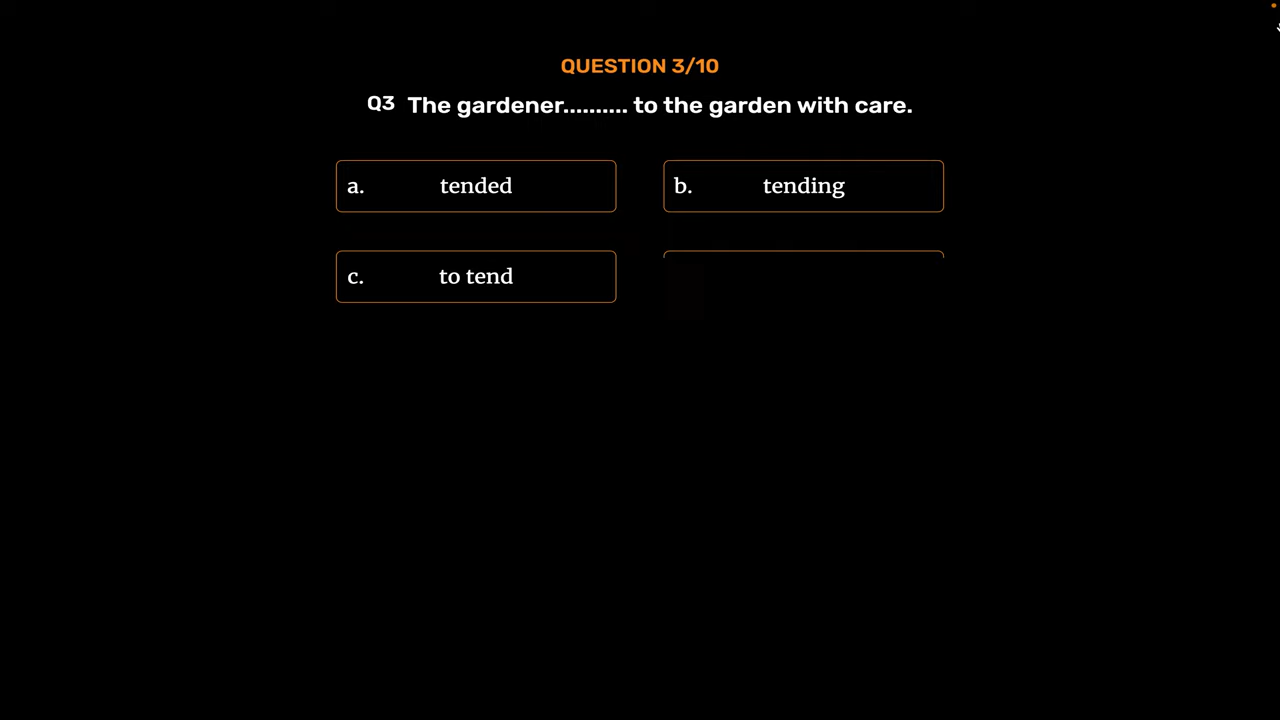 QUESTION 3/10
Q3 The gardener.......... to the garden with care.
a. tended
b. tending
c. to tend